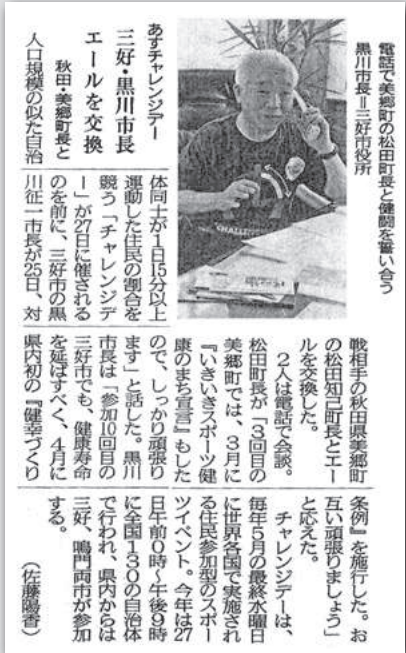 電話で美郷町の松田町長と健闘を誓い合う
黒川市長＝三好市役所
あすチャレンジデー
三好・黒川市長
エールを交換
秋田・美郷町長と
人口規模の似た自治
体同士が1日15分以上
運動した住民の割合を
競う「チャレンジデ
ー」が27日に催される
のを前に、三好市の黒
川征一市長が25日、対
戦相手の秋田県美郷町
の松田知己町長とエー
ルを交換した。
2人は電話で会談。
松田町長が「3回目の
美郷町では、3月に
『いきいきスポーツ健
康のまち宣言』もした
ので、しっかり頑張り
ます」と話した。黒川
市長は「参加10回目の
三好市でも、健康寿命
を延ばすべく、4月に
県内初の『健幸づくり
条例』を施行した。お
互い頑張りましょう」
と応えた。
チャレンジデーは、
毎年5月の最終水曜日
に世界各国で実施され
る住民参加型のスポー
ツイベント。今年は27
日午前0時～午後9時
に全国130の自治体
で行われ、県内からは
三好、鳴門両市が参加
する。
（佐藤陽香）
CHALLENGE